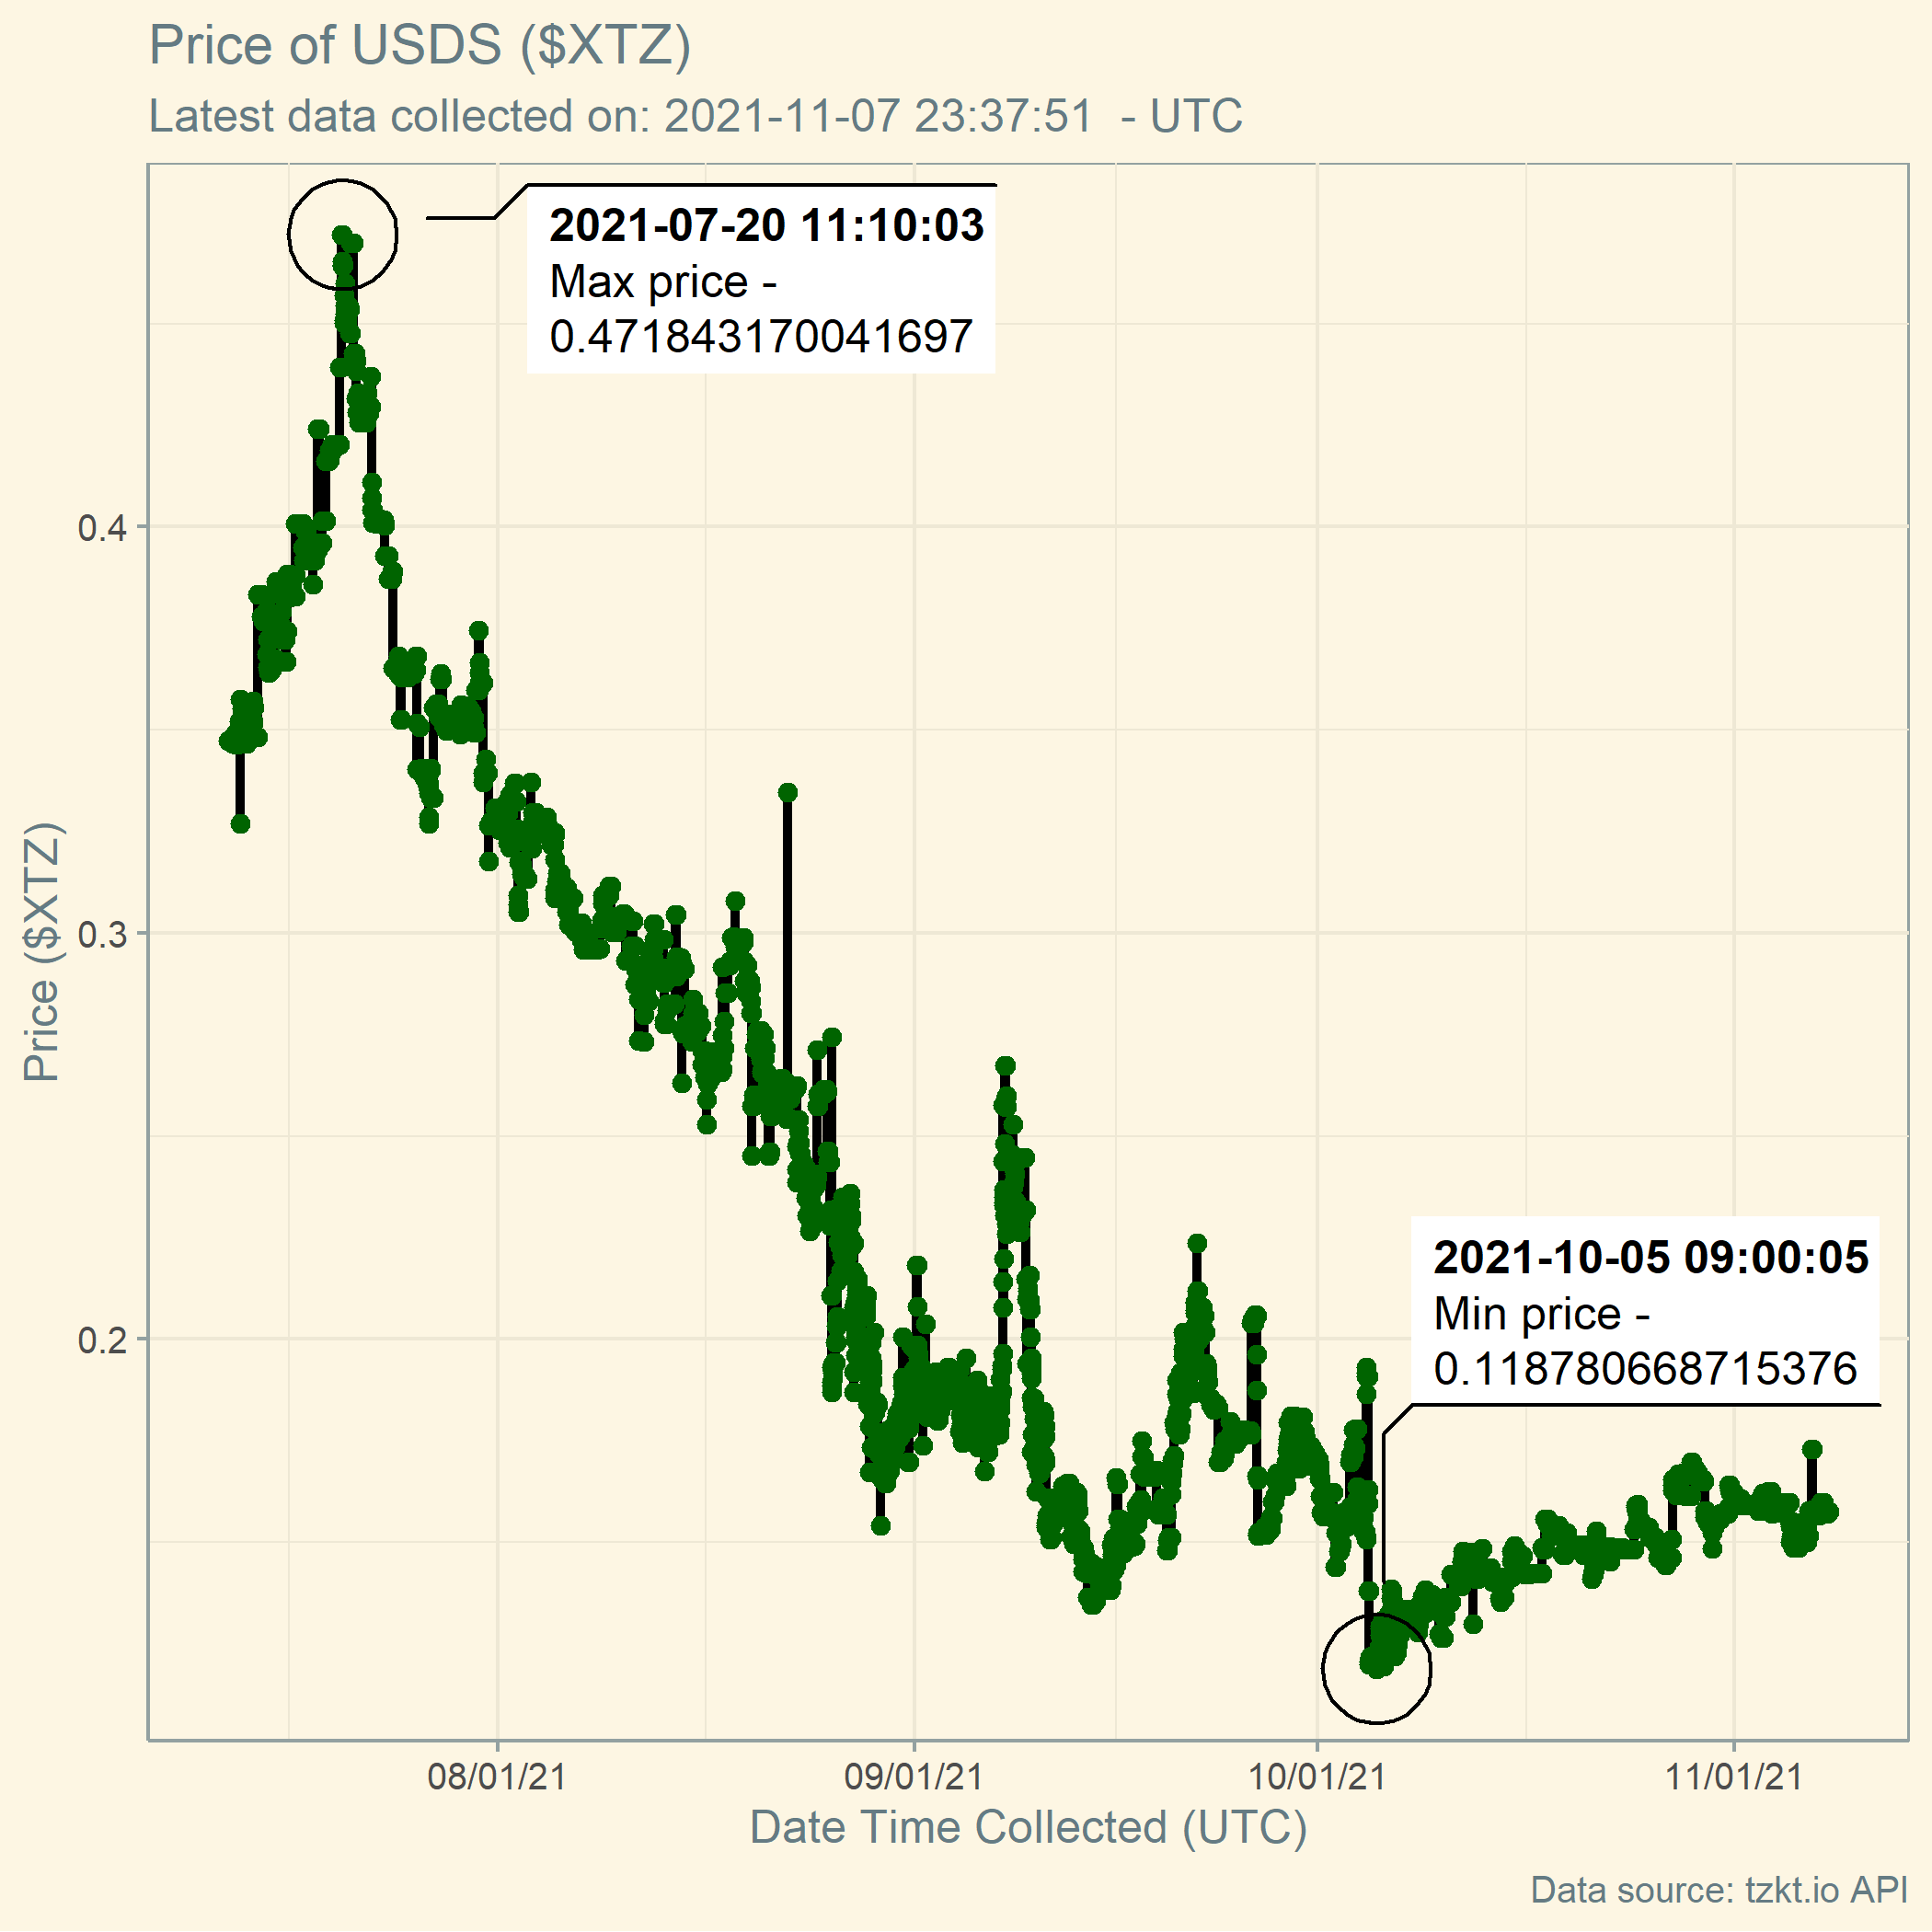 Price of USDS ($XTZ)
Latest data collected on: 2021-11-07 23:37:51  - UTC
2021-07-20 11:10:03
Max price -
0.471843170041697
0.4
0.3
0.2
Price ($XTZ)
2021-10-05 09:00:05
Min price -
0.118780668715376
08/01/21
09/01/21
10/01/21
11/01/21
Date Time Collected (UTC)
Data source: tzkt.io API